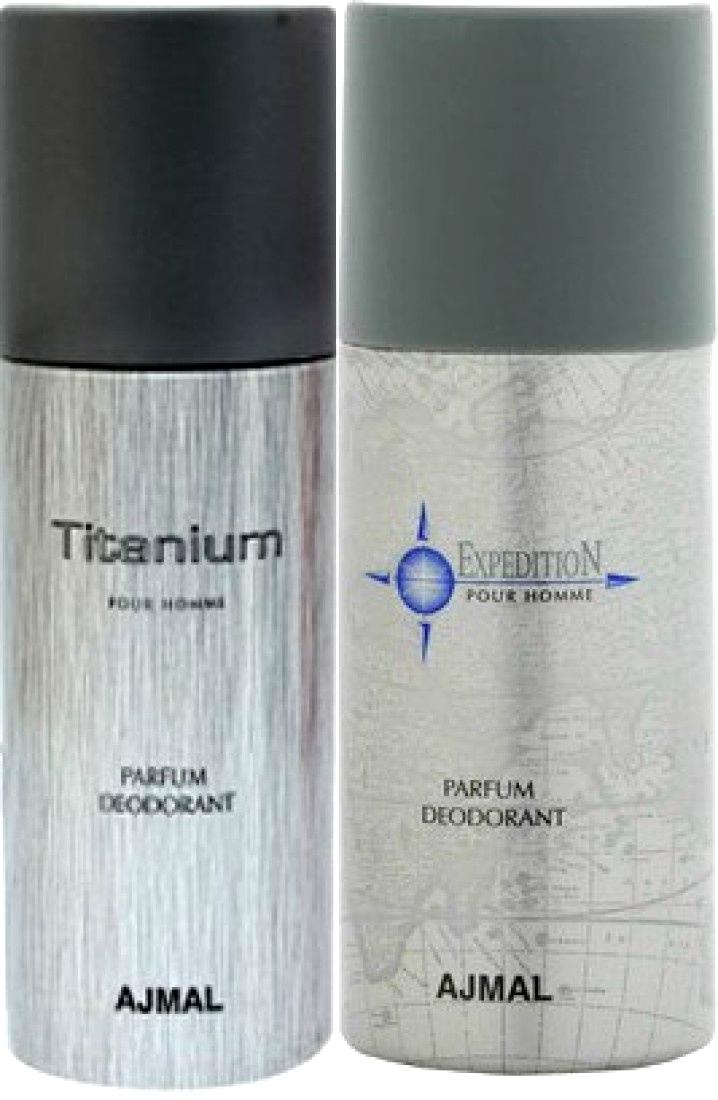 Titanium
POUR HOMME
PARFUM
DEODORANT
AJMAL
EXPEDITION
POUR HOMME
PARFUM
DEODORANT
AJMAL